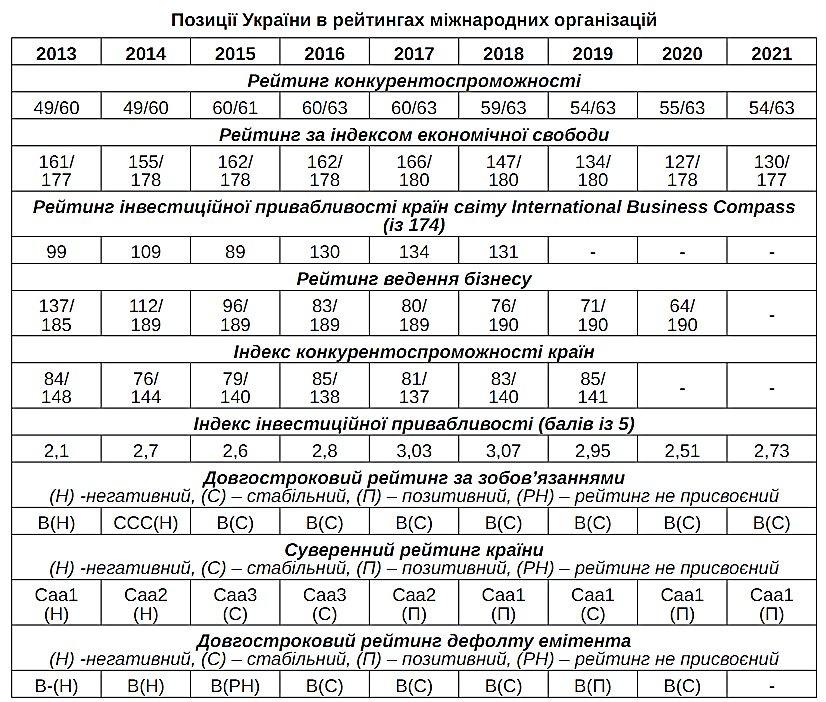 Позиції України в рейтингах міжнародних організацій
2013 2014 2015 2016 2017 2018 2019 2020 2021
Рейтинг конкурентоспроможності
49/60 49/60 60/61 60/63 60/63 59/63 54/63 55/63 54/63
Рейтинг за індексом економічної свободи
161/ 155/ 162/ 162/ 166/ 147/ 134/ 127/ 130/
177 178 178 178 180 180 180 178 177
Рейтинг інвестиційної привабливості країн світу International Business Compass
(із 174)
99 109 89 130 134 131 - - -
Рейтинг ведення бізнесу
137/ 112/ 96/ 83/ 80/ 76/ 71/ 64/ -
185 189 189 189 189 190 190 190
Індекс конкурентоспроможності країн
84/ 76/ 79/ 85/ 81/ 83/ 85/ - -
148 144 140 138 137 140 141
Індекс інвестиційної привабливості (балів із 5)
2,1 2,7 2,6 2,8 3,03 3,07 2,95 2,51 2,73
Довгостроковий рейтинг за зобов’язаннями
(Н) -негативний, (С) – стабільний, (П) – позитивний, (РН) – рейтинг не присвоєний
В(Н) ССС(Н) В(С) В(С) В(С) В(С) В(С) В(С) В(С)
Суверенний рейтинг країни
(Н) -негативний, (С) – стабільний, (П) – позитивний, (РН) – рейтинг не присвоєний
Саа1 Саа2 Саа3 Саа3 Саа2 Саа1 Саа1 Саа1 Саа1
(Н) (Н) (С) (С) (П) (П) (С) (П) (П)
Довгостроковий рейтинг дефолту емітента
(Н) -негативний, (С) – стабільний, (П) – позитивний, (РН) – рейтинг не присвоєний
В-(Н) В(Н) В(РН) В(С) В(С) В(С) В(П) В(С) -